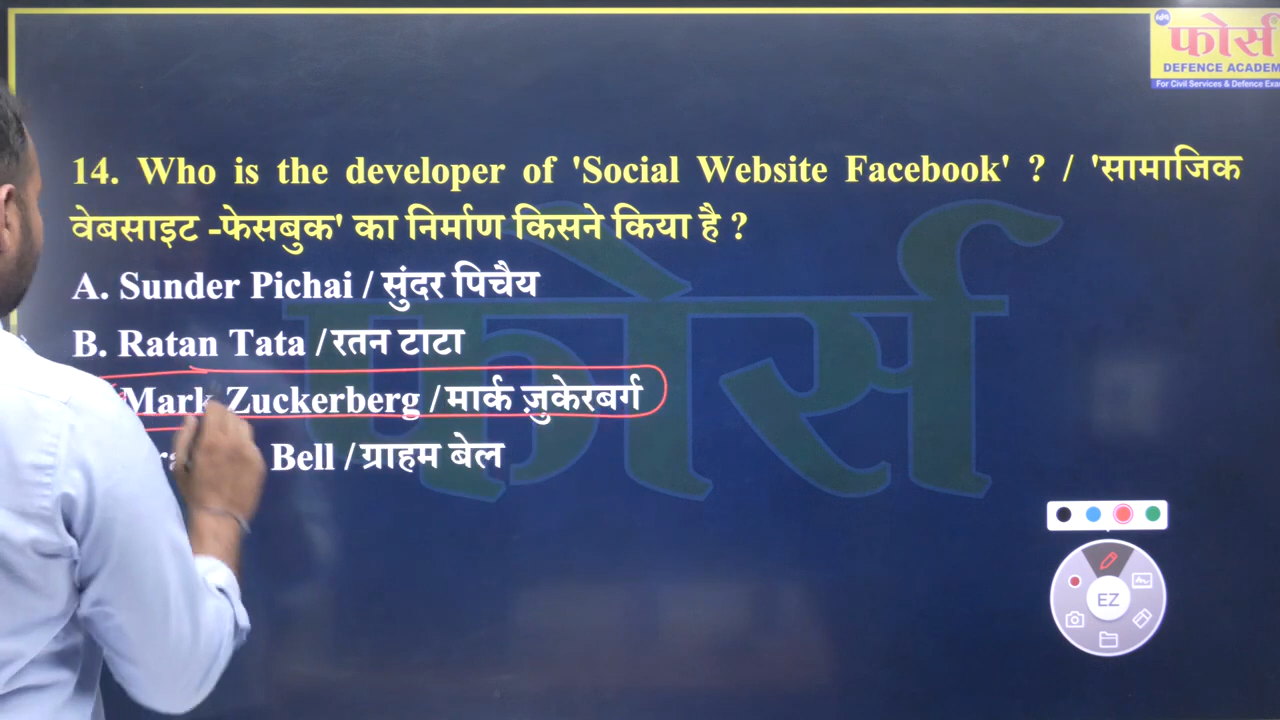 फोर्स
DEFENCE ACADEM
For Civil Services & Defence Exa
14. Who is the developer of 'Social Website Facebook' ? / 'सामाजिक
वेबसाइट -फेसबुक' का निर्माण किसने किया है ?
A. Sunder Pichai / सुंदर पिचैय
B. Ratan Tata / रतन टाटा
Mark Zuckerberg / मार्क ज़ुकेरबर्ग
Bell / ग्राहम बेल
फोर्स
EZ